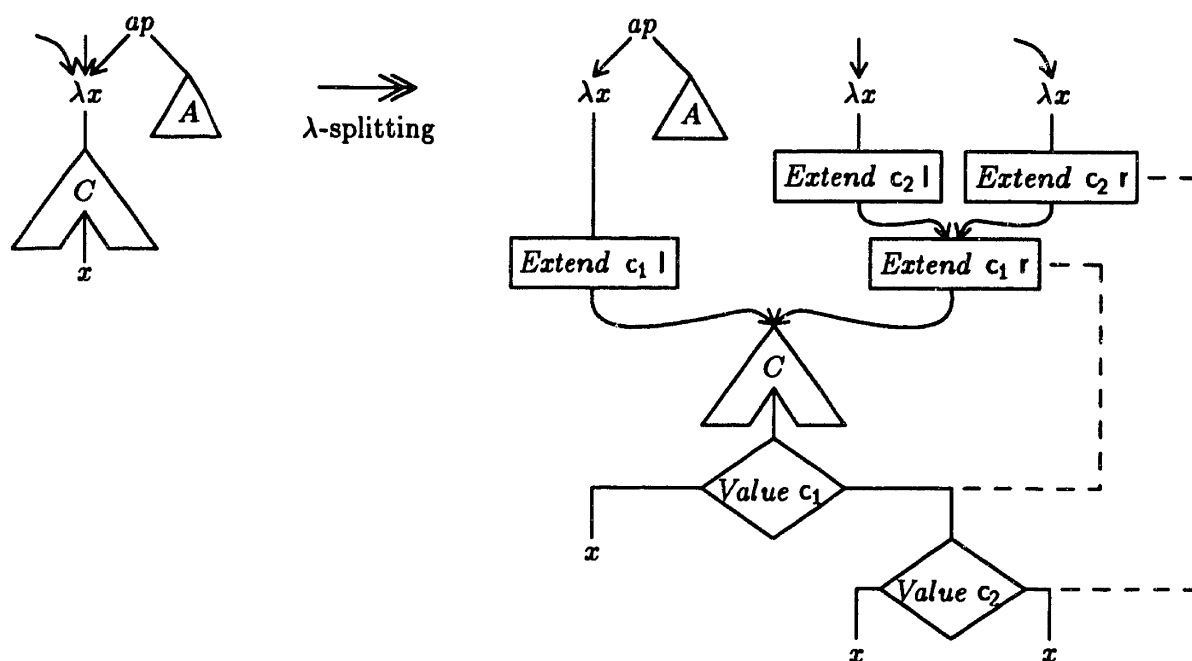 ap
λx
A
λ-splitting
C
x
ap
λx
λx
λx
A
Extend c₂ l
Extend c₂ r
Extend c₁ l
Extend c₁ r
C
Value c₁
x
Value c₂
x
x